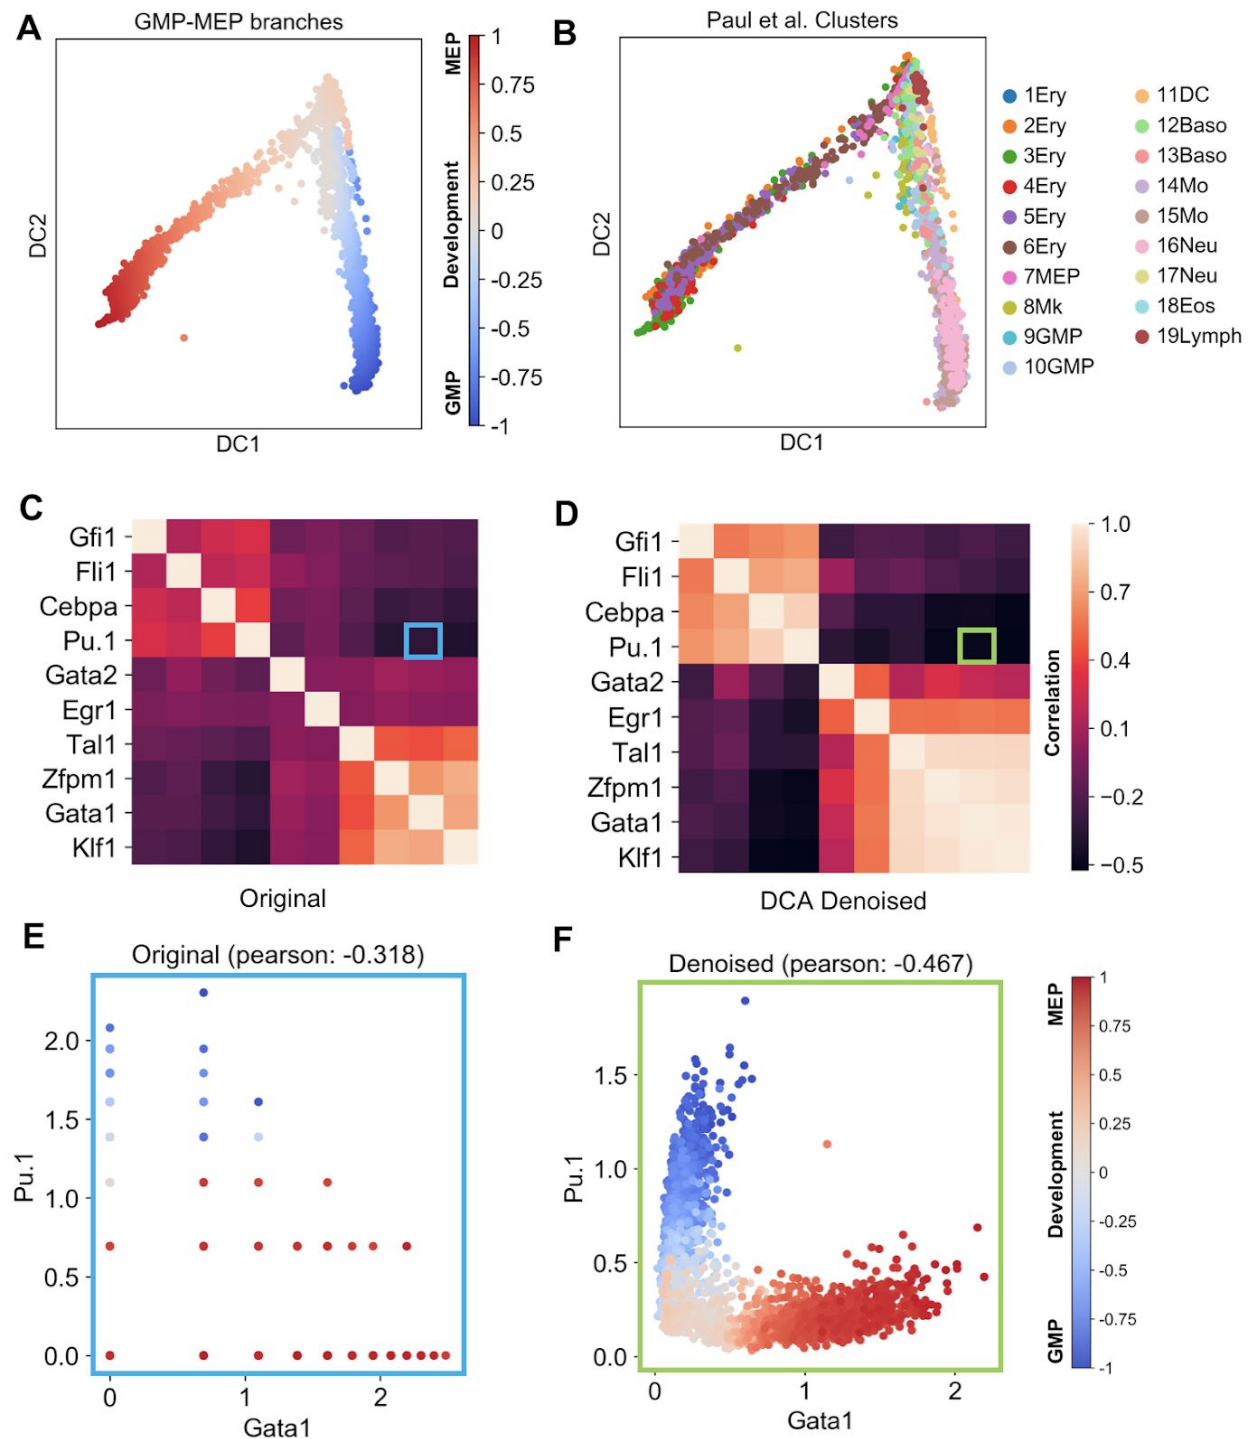 A
GMP-MEP branches
DC2
DC1
MEP
Development
GMP
1
0.75
0.5
0.25
0
-0.25
-0.5
-0.75
-1
B
Paul et al. Clusters
DC2
DC1
1Ery
2Ery
3Ery
4Ery
5Ery
6Ery
7MEP
8Mk
9GMP
10GMP
11DC
12Baso
13Baso
14Mo
15Mo
16Neu
17Neu
18Eos
19Lymph
C
Gfi1
Fli1
Cebpa
Pu.1
Gata2
Egr1
Tal1
Zfpm1
Gata1
Klf1
Original
D
Gfi1
Fli1
Cebpa
Pu.1
Gata2
Egr1
Tal1
Zfpm1
Gata1
Klf1
DCA Denoised
Correlation
1.0
0.7
0.4
0.1
−0.2
−0.5
E
Original (pearson: -0.318)
Pu.1
2.0
1.5
1.0
0.5
0.0
0
1
2
Gata1
F
Denoised (pearson: -0.467)
Pu.1
1.5
1.0
0.5
0.0
0
1
2
Gata1
MEP
Development
GMP
1
0.75
0.5
0.25
0
-0.25
-0.5
-0.75
-1